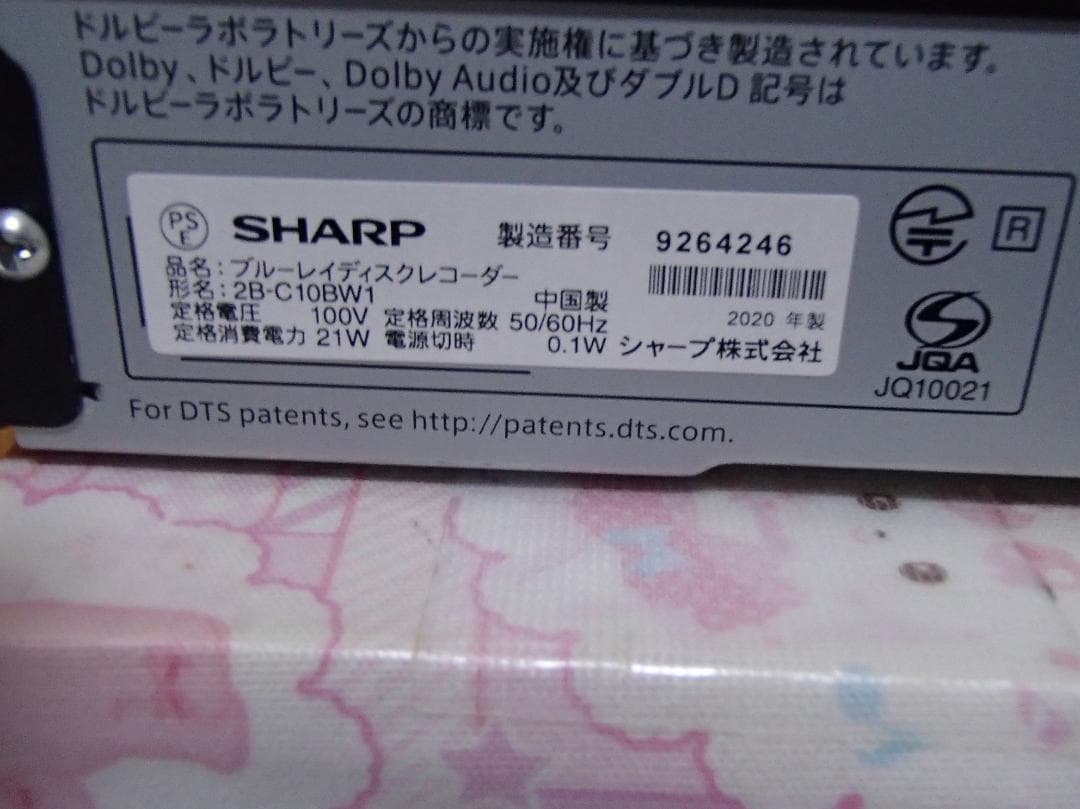 ドルビーラボラトリーズからの実施権に基づき製造されています。
Dolby、ドルビー、Dolby Audio及びダブルD 記号は
ドルビーラボラトリーズの商標です。
PS
E
SHARP 製造番号 9264246
品名：ブルーレイディスクレコーダー
形名：2B-C10BW1 中国製
2020 年製
定格電圧 100V 定格周波数 50/60Hz
定格消費電力 21W 電源切時 0.1W シャープ株式会社
R
JQA
JQ10021
For DTS patents, see http://patents.dts.com.